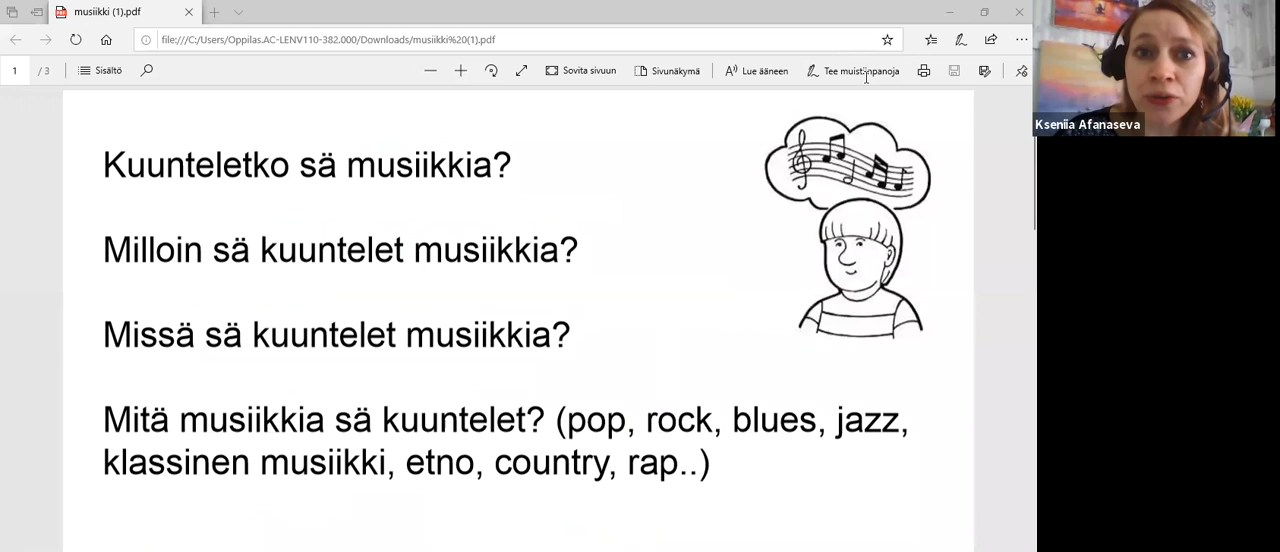 musiikki (1).pdf
file:///C:/Users/Oppilas.AC-LENV110-382.000/Downloads/musiikki%20(1).pdf
1 / 3 Sisältö Sovita sivuun Sivunäkymä Lue ääneen Tee muistiinpanoja
Kuunteletko sä musiikkia?
Milloin sä kuuntelet musiikkia?
Missä sä kuuntelet musiikkia?
Mitä musiikkia sä kuuntelet? (pop, rock, blues, jazz,
klassinen musiikki, etno, country, rap..)
Kseniia Afanaseva